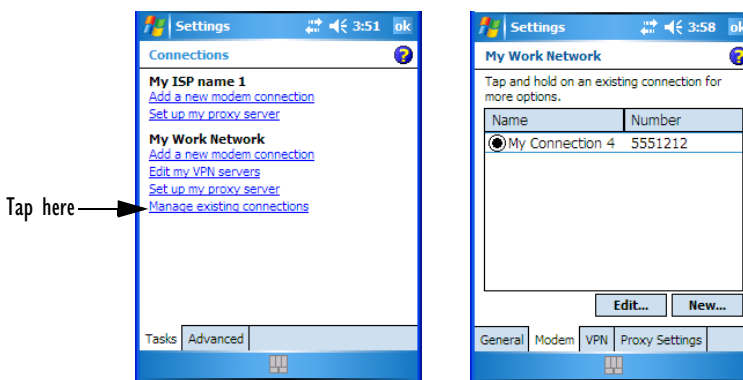 Settings 3:51 ok
Connections
My ISP name 1
Add a new modem connection
Set up my proxy server
My Work Network
Add a new modem connection
Edit my VPN servers
Set up my proxy server
Manage existing connections
Tap here
Tasks Advanced
Settings 3:58 ok
My Work Network
Tap and hold on an existing connection for
more options.
Name Number
My Connection 4 5551212
Edit... New...
General Modem VPN Proxy Settings